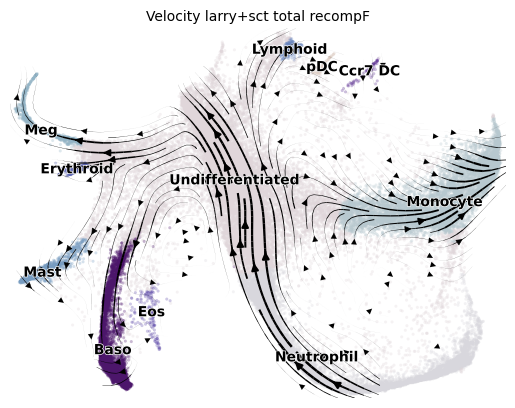 Velocity larry+sct total recompF
Lymphoid
pDC
Ccr7 DC
Meg
Erythroid
Undifferentiated
Monocyte
Mast
Eos
Baso
Neutrophil